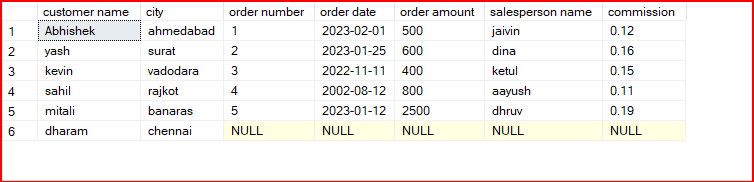 customer name city order number order date order amount salesperson name commission
1 Abhishek ahmedabad 1 2023-02-01 500 jaivin 0.12
2 yash surat 2 2023-01-25 600 dina 0.16
3 kevin vadodara 3 2022-11-11 400 ketul 0.15
4 sahil rajkot 4 2002-08-12 800 aayush 0.11
5 mitali banaras 5 2023-01-12 2500 dhruv 0.19
6 dharam chennai NULL NULL NULL NULL NULL